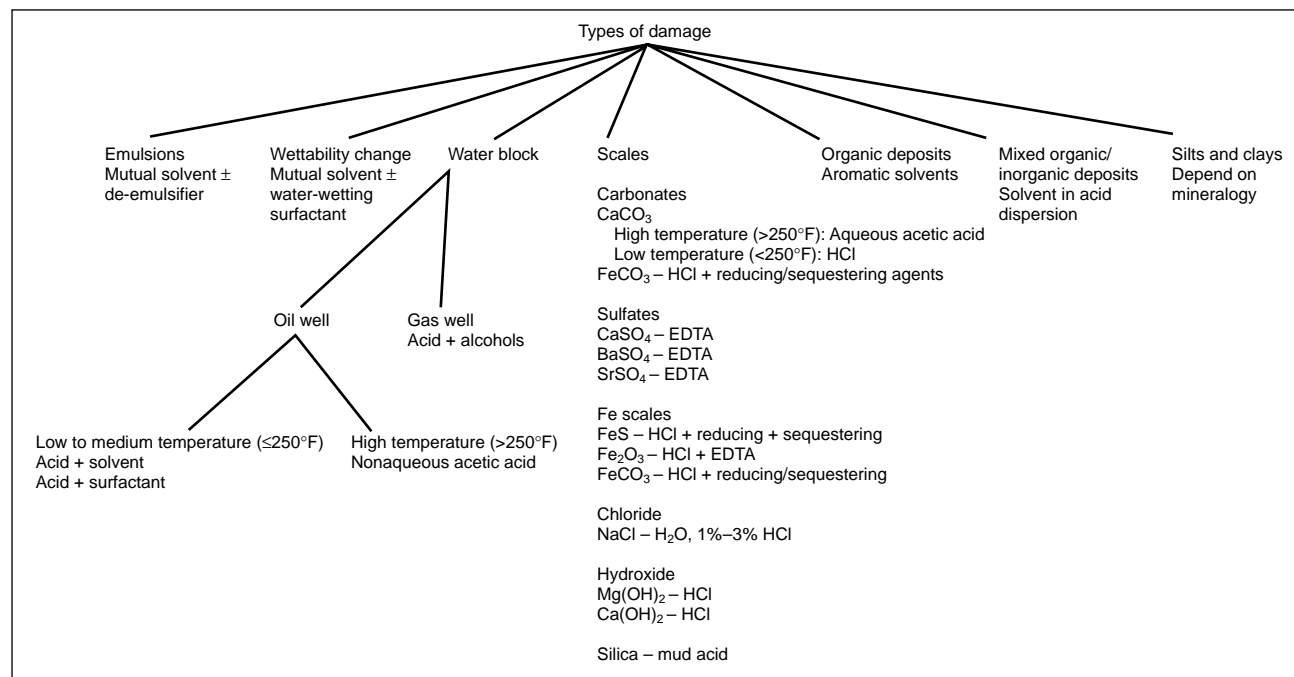 Types of damage
Emulsions
Mutual solvent ±
de-emulsifier
Wettability change
Mutual solvent ±
water-wetting
surfactant
Water block
Scales
Organic deposits
Aromatic solvents
Mixed organic/
inorganic deposits
Solvent in acid
dispersion
Silts and clays
Depend on
mineralogy
Carbonates
CaCO₃
High temperature (>250°F): Aqueous acetic acid
Low temperature (<250°F): HCl
FeCO₃ – HCl + reducing/sequestering agents
Oil well
Gas well
Acid + alcohols
Sulfates
CaSO₄ – EDTA
BaSO₄ – EDTA
SrSO₄ – EDTA
Low to medium temperature (≤250°F)
Acid + solvent
Acid + surfactant
High temperature (>250°F)
Nonaqueous acetic acid
Fe scales
FeS – HCl + reducing + sequestering
Fe₂O₃ – HCl + EDTA
FeCO₃ – HCl + reducing/sequestering
Chloride
NaCl – H₂O, 1%–3% HCl
Hydroxide
Mg(OH)₂ – HCl
Ca(OH)₂ – HCl
Silica – mud acid